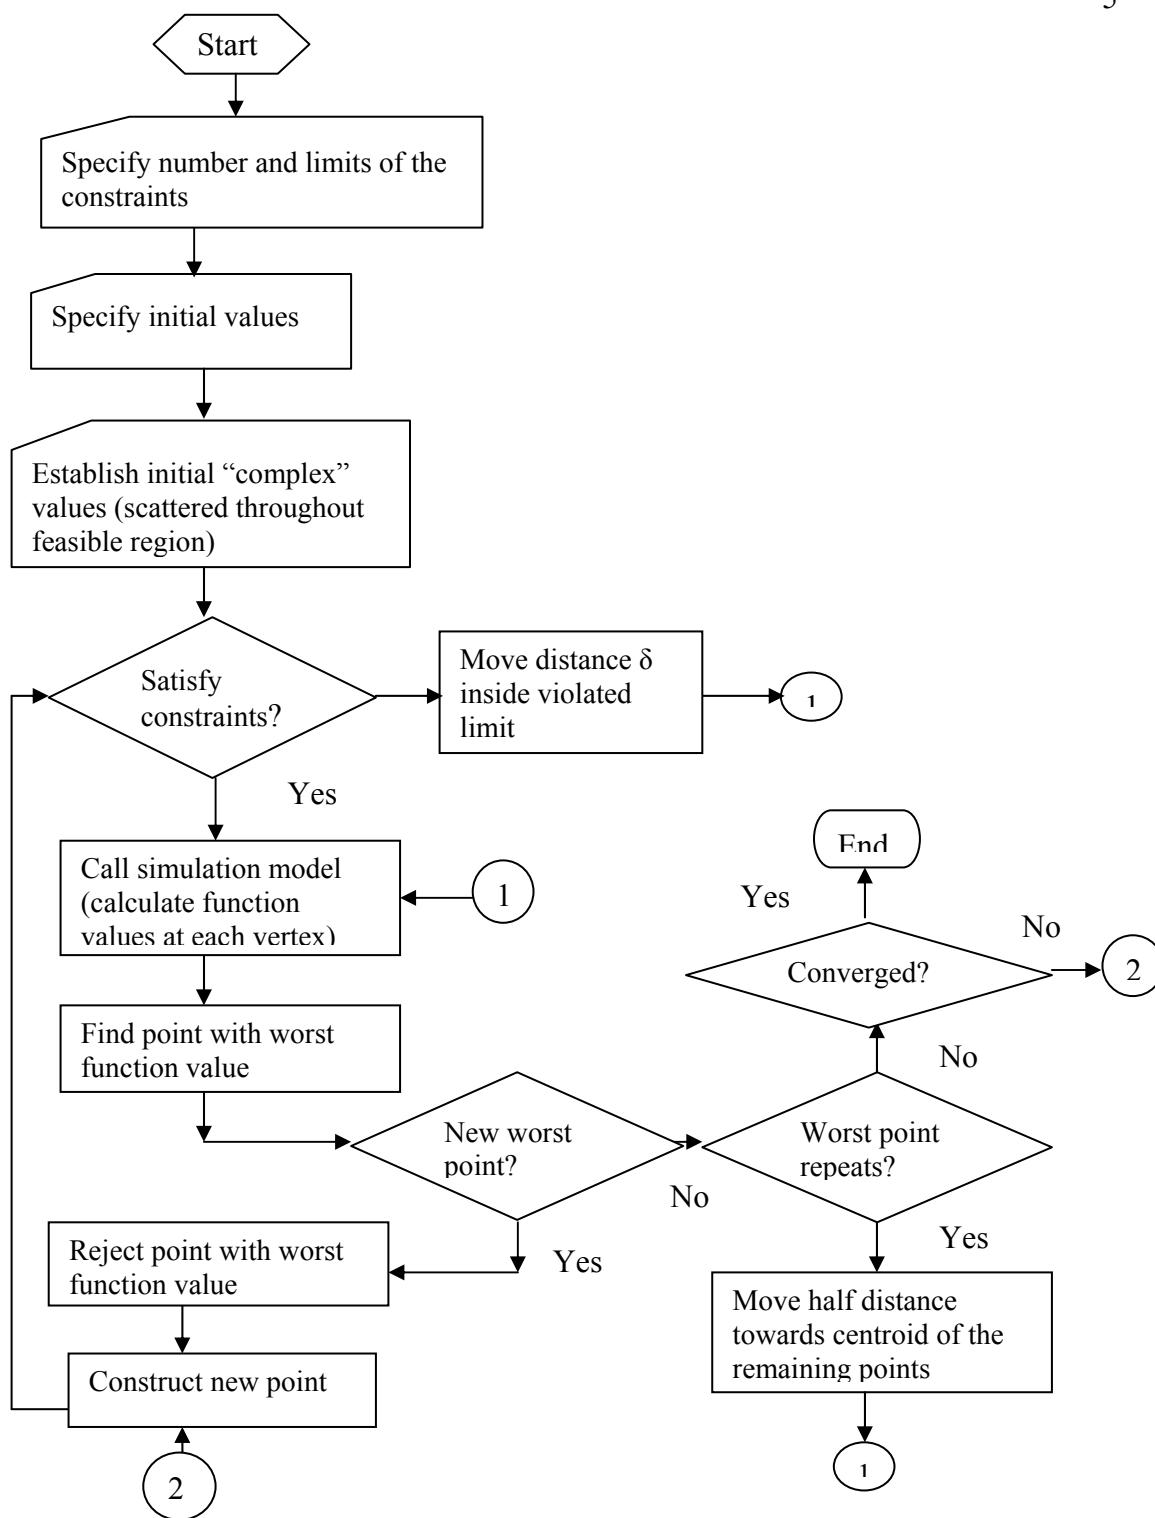 Start
Specify number and limits of the
constraints
Specify initial values
Establish initial “complex”
values (scattered throughout
feasible region)
Satisfy
constraints?
Move distance δ
inside violated
limit
1
Yes
Call simulation model
(calculate function
values at each vertex)
1
End
Yes
No
Converged?
2
Find point with worst
function value
No
New worst
point?
Worst point
repeats?
No
Yes
Yes
Reject point with worst
function value
Move half distance
towards centroid of the
remaining points
Construct new point
1
2